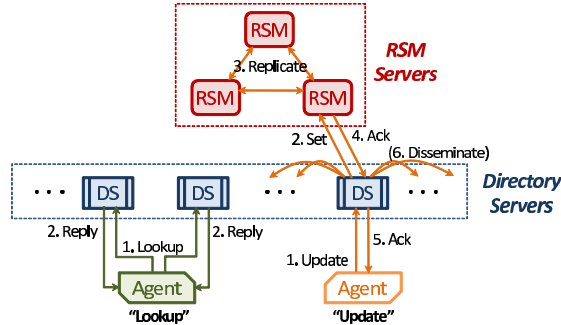 RSM
3. Replicate
RSM
RSM
RSM
Servers
2. Set
4. Ack
(6. Disseminate)
• • •
DS
DS
• • •
DS
• • •
Directory
Servers
2. Reply
1. Lookup
2. Reply
1. Update
5. Ack
Agent
Agent
“Lookup”
“Update”